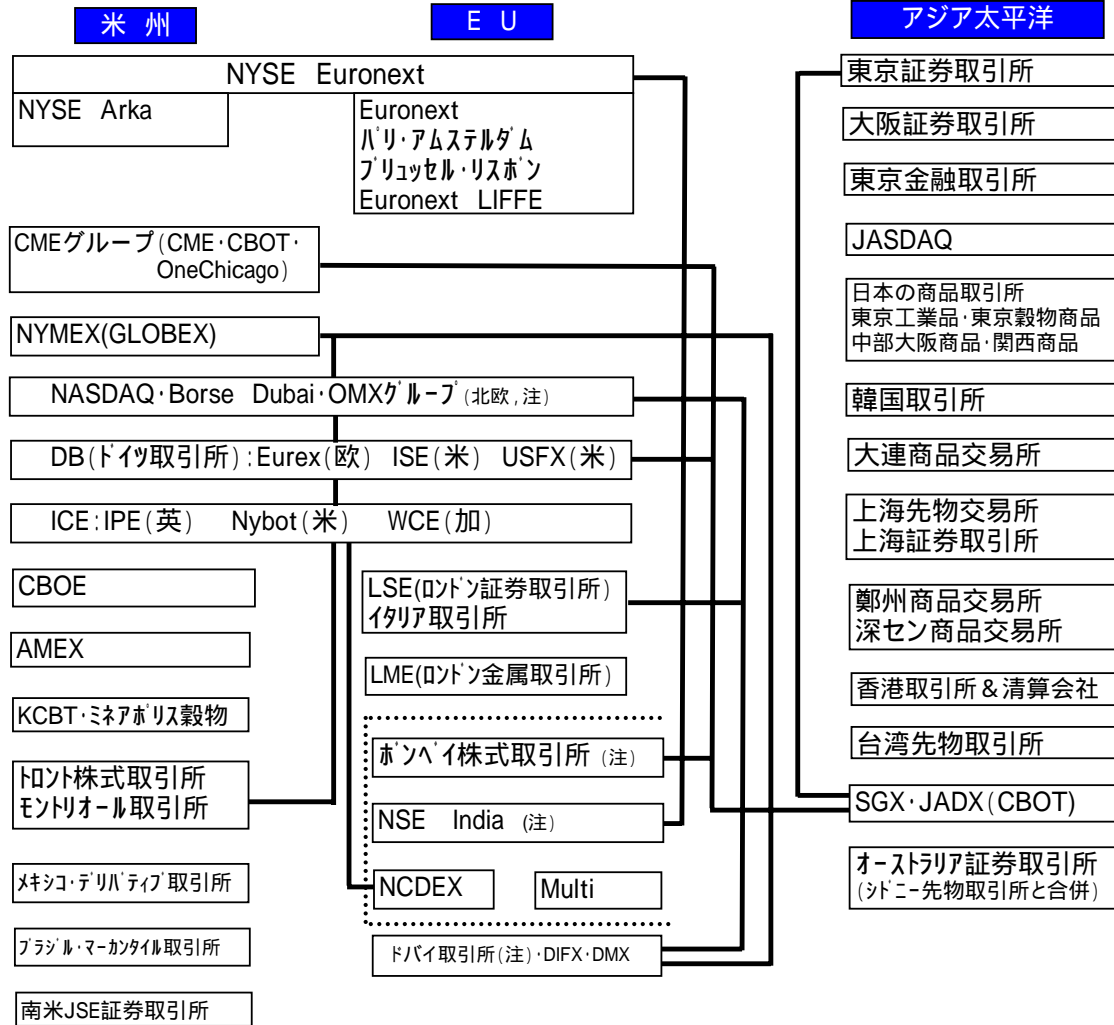 米 州
E U
アジア太平洋
NYSE Euronext
NYSE Arka
Euronext
パリ・アムステルダム
ブリュッセル・リスボン
Euronext LIFFE
CMEグループ(CME・CBOT・
OneChicago)
NYMEX(GLOBEX)
NASDAQ・Borse Dubai・OMXグループ(北欧,注)
DB(ドイツ取引所):Eurex(欧) ISE(米) USFX(米)
ICE:IPE(英) Nybot(米) WCE(加)
CBOE
AMEX
KCBT・ミネアポリス穀物
トロント株式取引所
モントリオール取引所
メキシコ・デリバティブ取引所
ブラジル・マーカンタイル取引所
南米JSE証券取引所
LSE(ロンドン証券取引所)
イタリア取引所
LME(ロンドン金属取引所)
ボンベイ株式取引所(注)
NSE India (注)
NCDEX
Multi
ドバイ取引所(注)・DIFX・DMX
東京証券取引所
大阪証券取引所
東京金融取引所
JASDAQ
日本の商品取引所
東京工業品・東京穀物商品
中部大阪商品・関西商品
韓国取引所
大連商品交易所
上海先物交易所
上海証券取引所
鄭州商品交易所
深セン商品交易所
香港取引所&清算会社
台湾先物取引所
SGX・JADX(CBOT)
オーストラリア証券取引所
(シドニー先物取引所と合併)